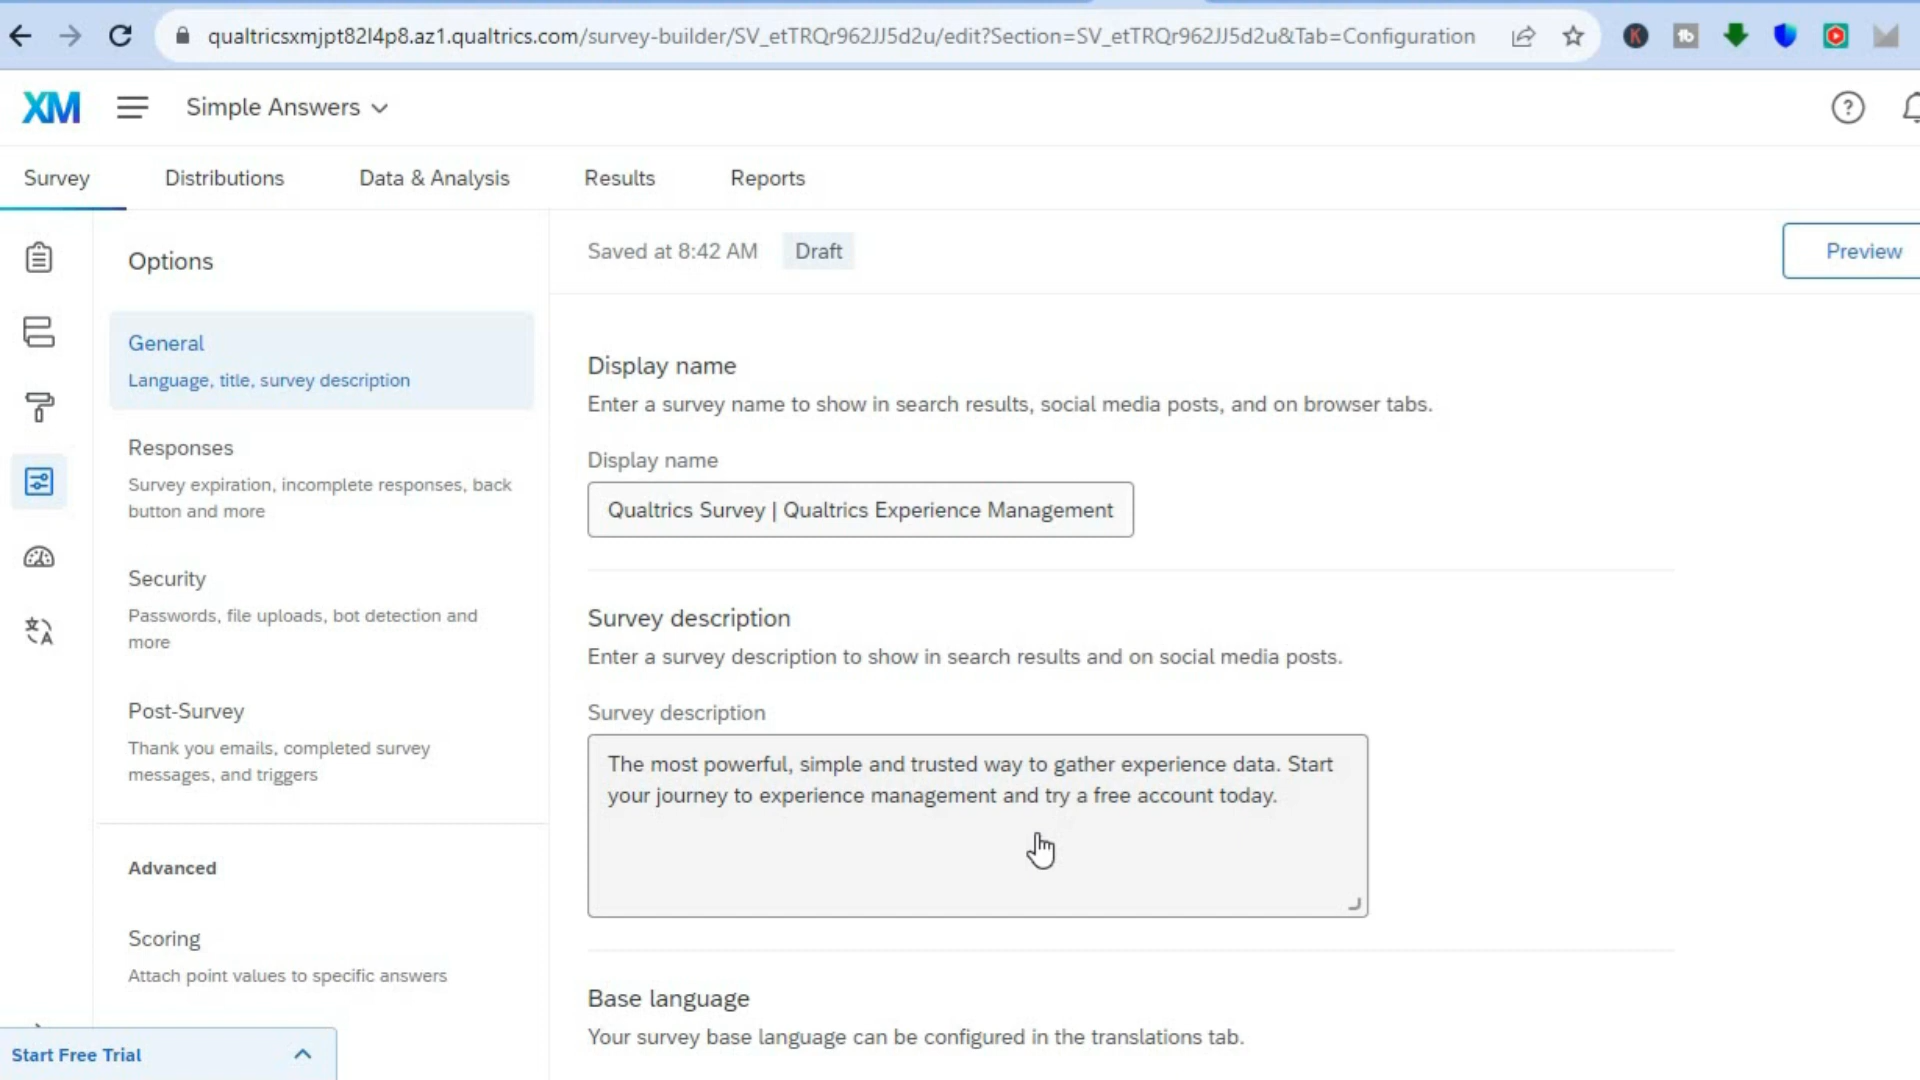 qualtricsxmjpt82l4p8.az1.qualtrics.com/survey-builder/SV_etTRQr962JJ5d2u/edit?Section=SV_etTRQr962JJ5d2u&Tab=Configuration
XM
Simple Answers
Survey
Distributions
Data & Analysis
Results
Reports
Options
Saved at 8:42 AM
Draft
Preview
General
Language, title, survey description
Responses
Survey expiration, incomplete responses, back
button and more
Security
Passwords, file uploads, bot detection and
more
Post-Survey
Thank you emails, completed survey
messages, and triggers
Advanced
Scoring
Attach point values to specific answers
Start Free Trial
Display name
Enter a survey name to show in search results, social media posts, and on browser tabs.
Display name
Qualtrics Survey | Qualtrics Experience Management
Survey description
Enter a survey description to show in search results and on social media posts.
Survey description
The most powerful, simple and trusted way to gather experience data. Start
your journey to experience management and try a free account today.
Base language
Your survey base language can be configured in the translations tab.